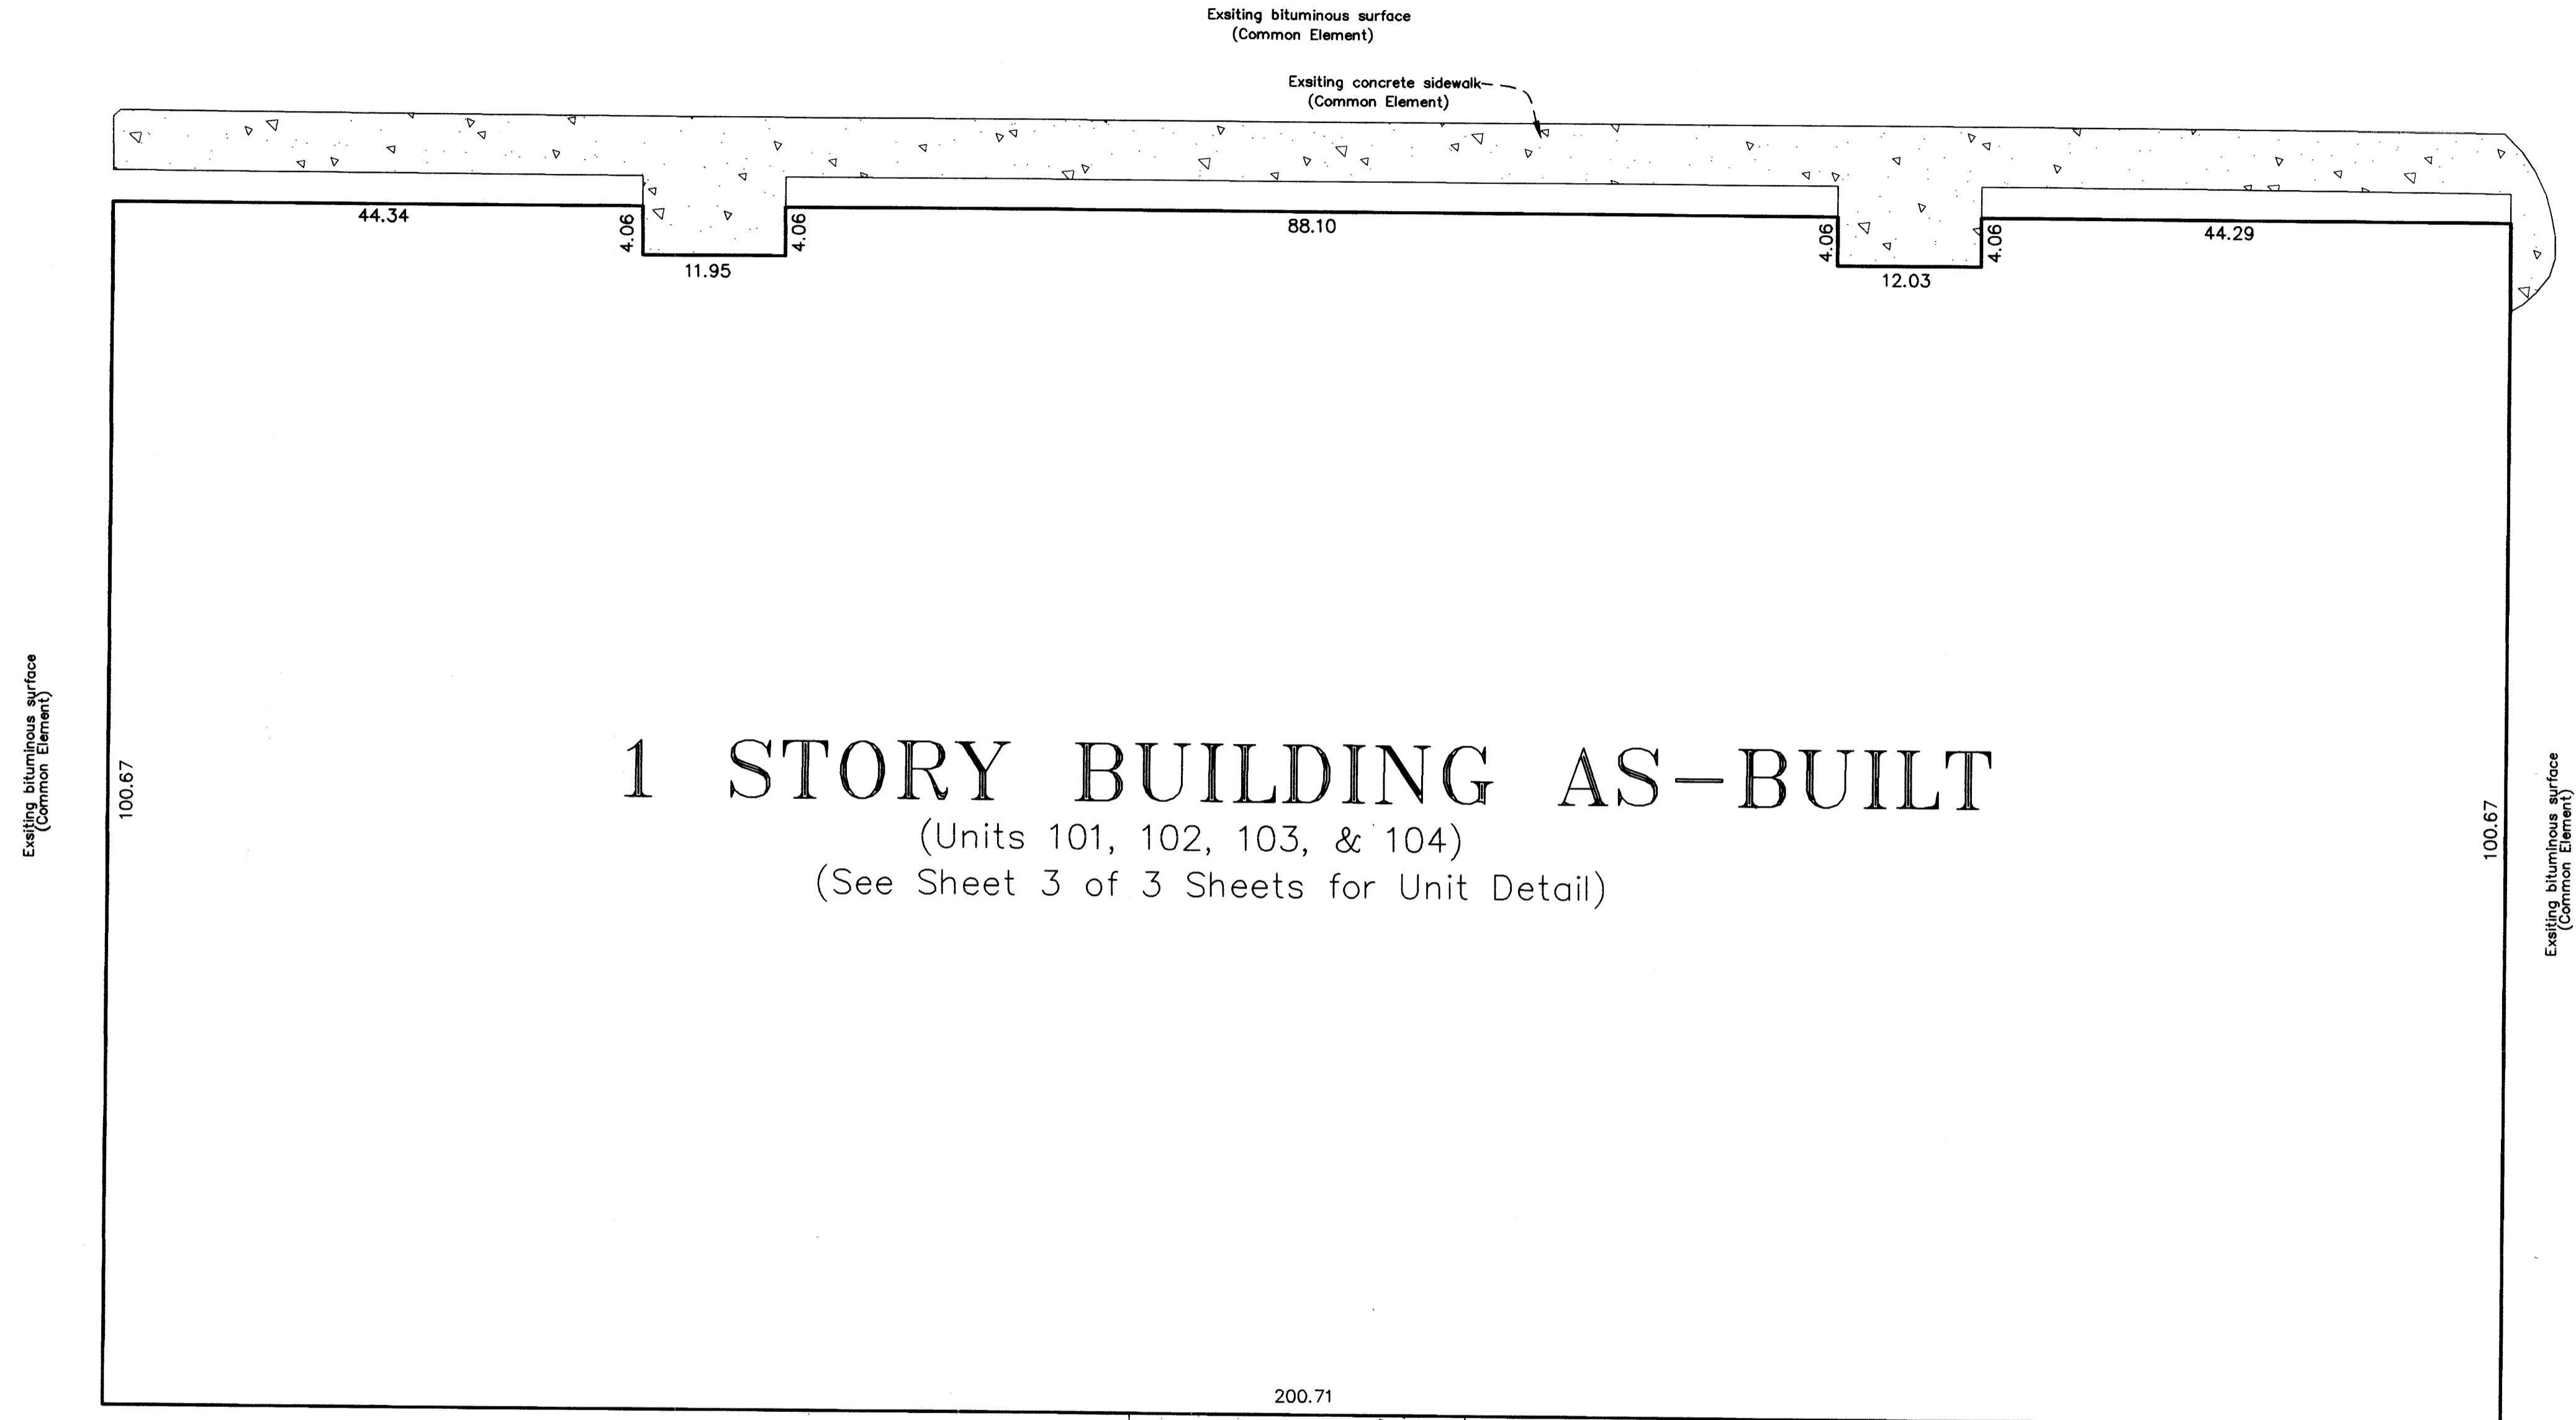 Exsiting bituminous surface
(Common Element)
Exsiting concrete sidewalk
(Common Element)
44.34
4.06
11.95
4.06
88.10
4.06
12.03
4.06
44.29
Exsiting bituminous surface
(Common Element)
100.67
1 STORY BUILDING AS-BUILT
(Units 101, 102, 103, & 104)
(See Sheet 3 of 3 Sheets for Unit Detail)
100.67
Exsiting bituminous surface
(Common Element)
200.71